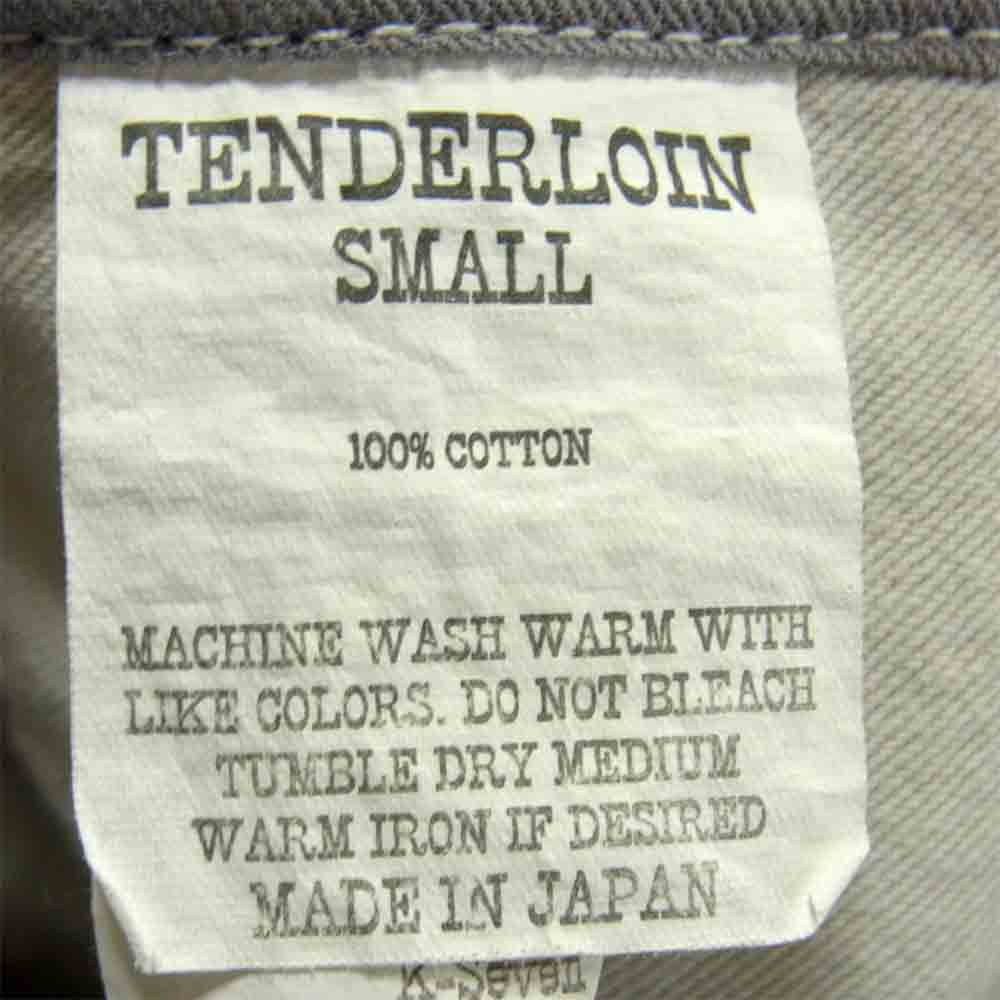 TENDERLOIN
SMALL
100% COTTON
MACHINE WASH WARM WITH
LIKE COLORS. DO NOT BLEACH
TUMBLE DRY MEDIUM
WARM IRON IF DESIRED
MADE IN JAPAN
K-Seven